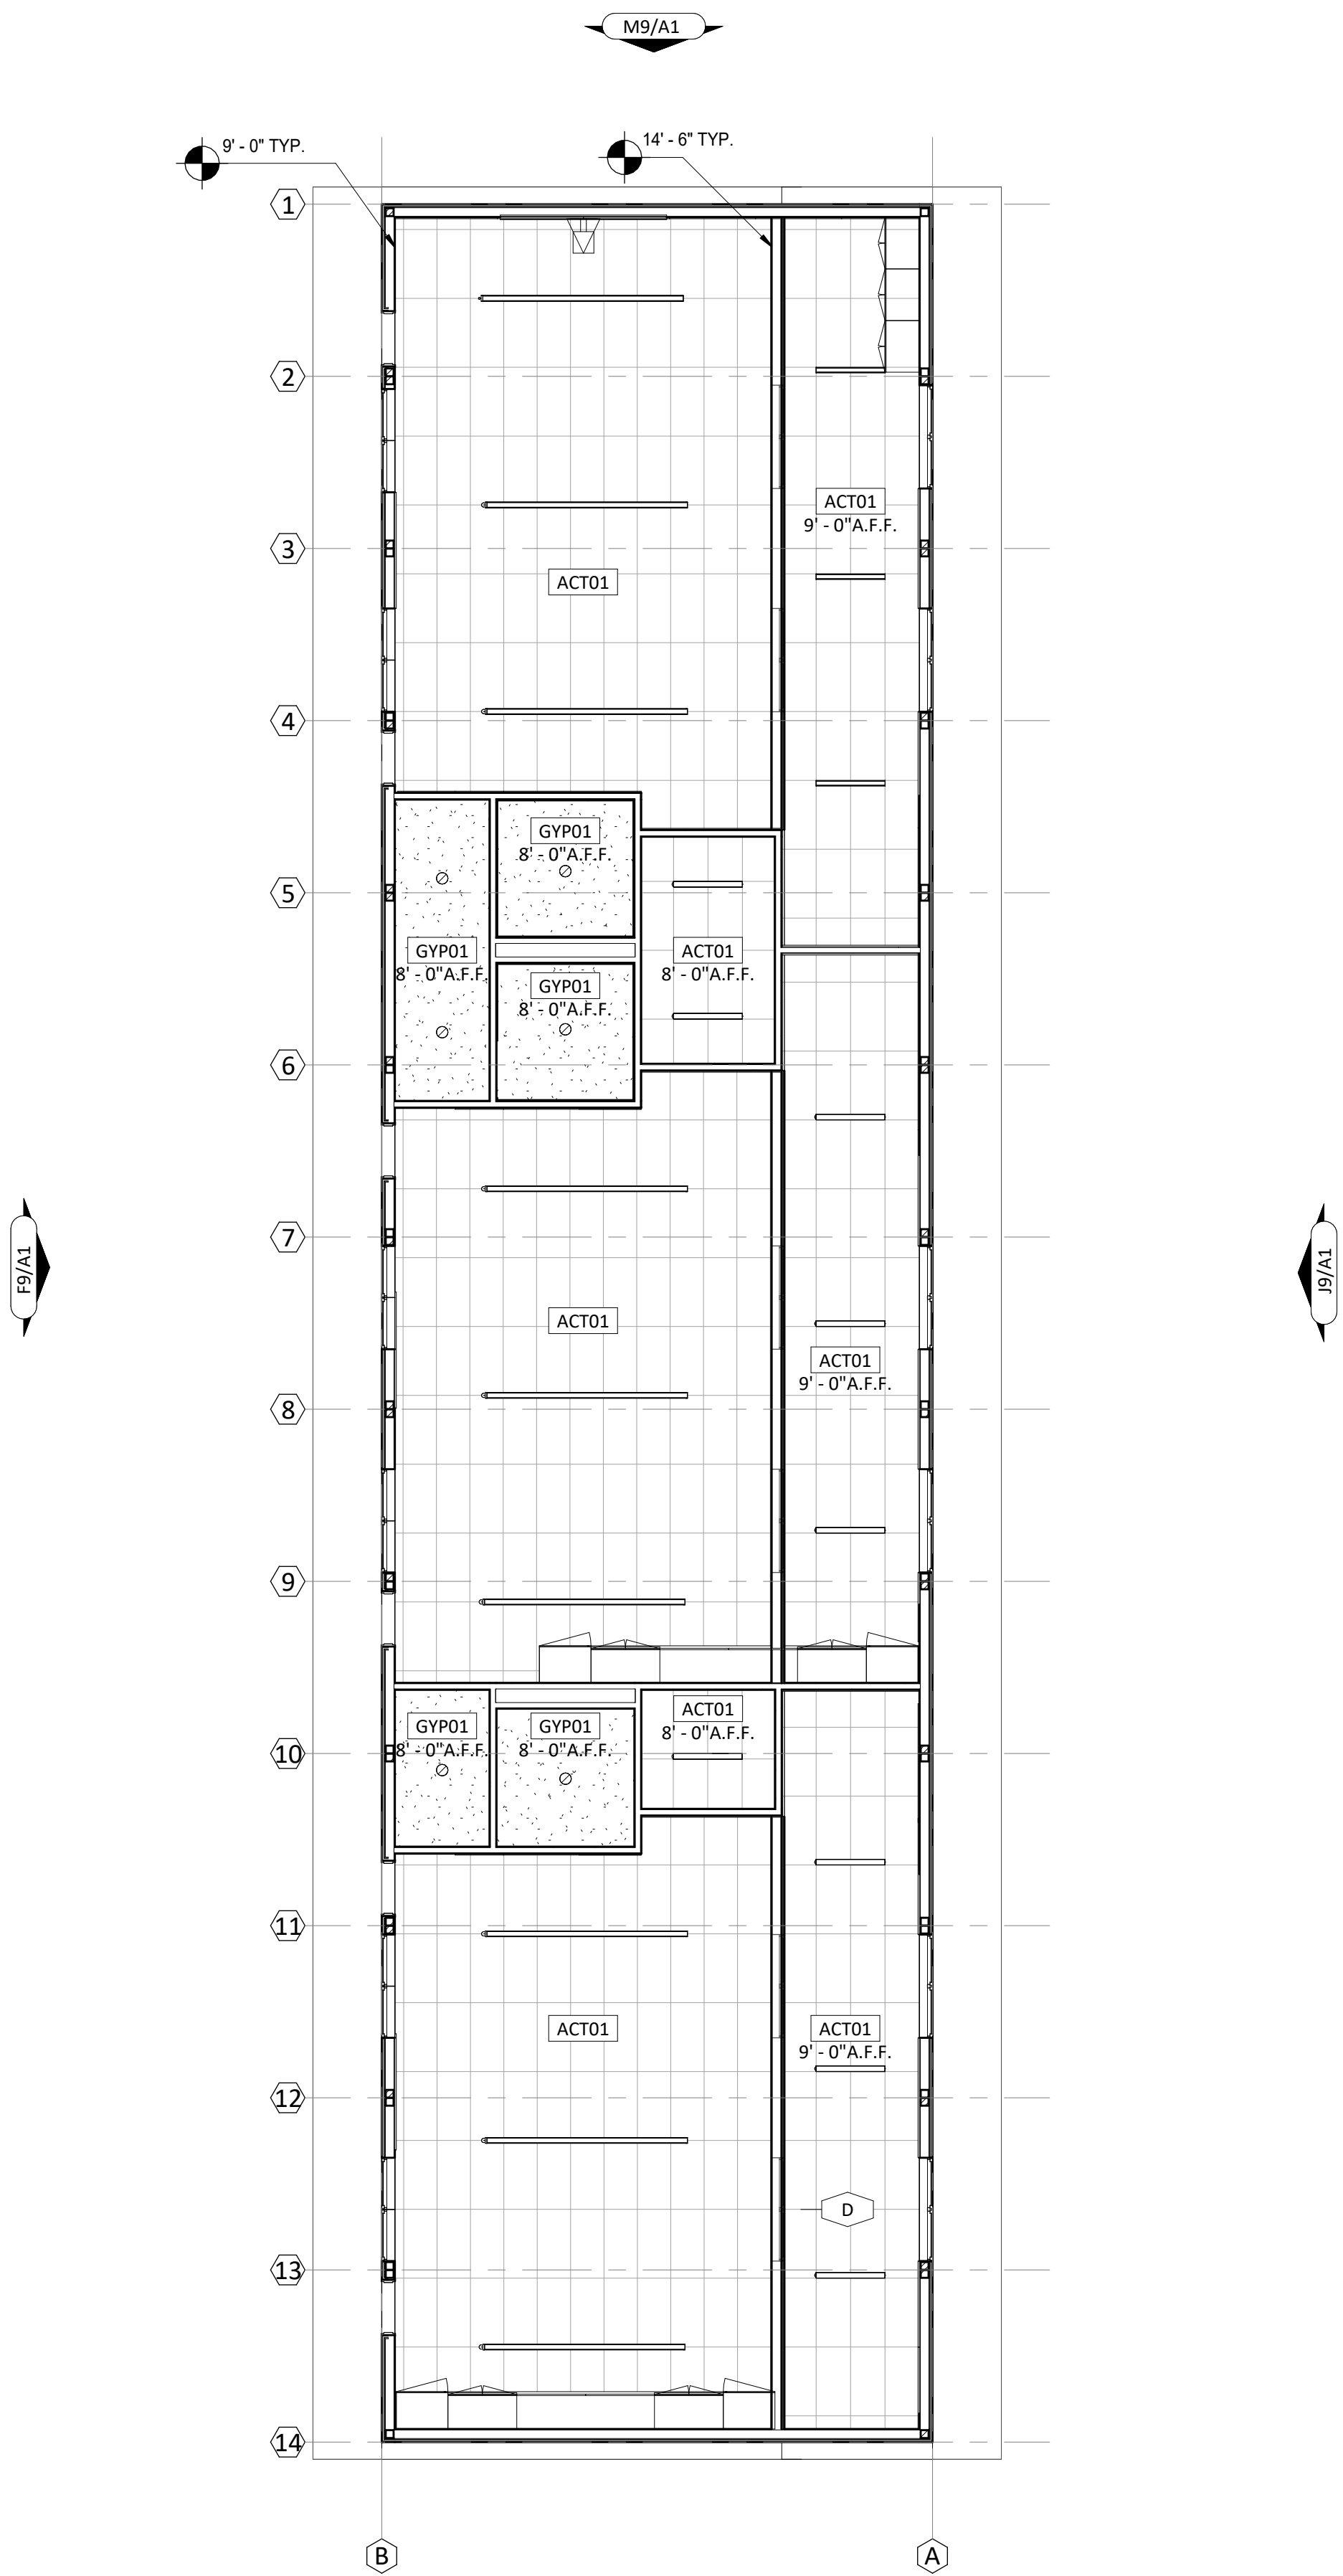 M9/A1
9' - 0" TYP.
14' - 6" TYP.
1
2
ACT01
9' - 0"A.F.F.
3
ACT01
4
GYP01
8' - 0"A.F.F.
5
GYP01
8' - 0"A.F.F.
ACT01
8' - 0"A.F.F.
GYP01
8' - 0"A.F.F.
6
F9/A1
7
J9/A1
ACT01
ACT01
9' - 0"A.F.F.
8
9
GYP01
8' - 0"A.F.F.
GYP01
8' - 0"A.F.F.
ACT01
8' - 0"A.F.F.
10
11
ACT01
ACT01
9' - 0"A.F.F.
12
D
13
14
B
A